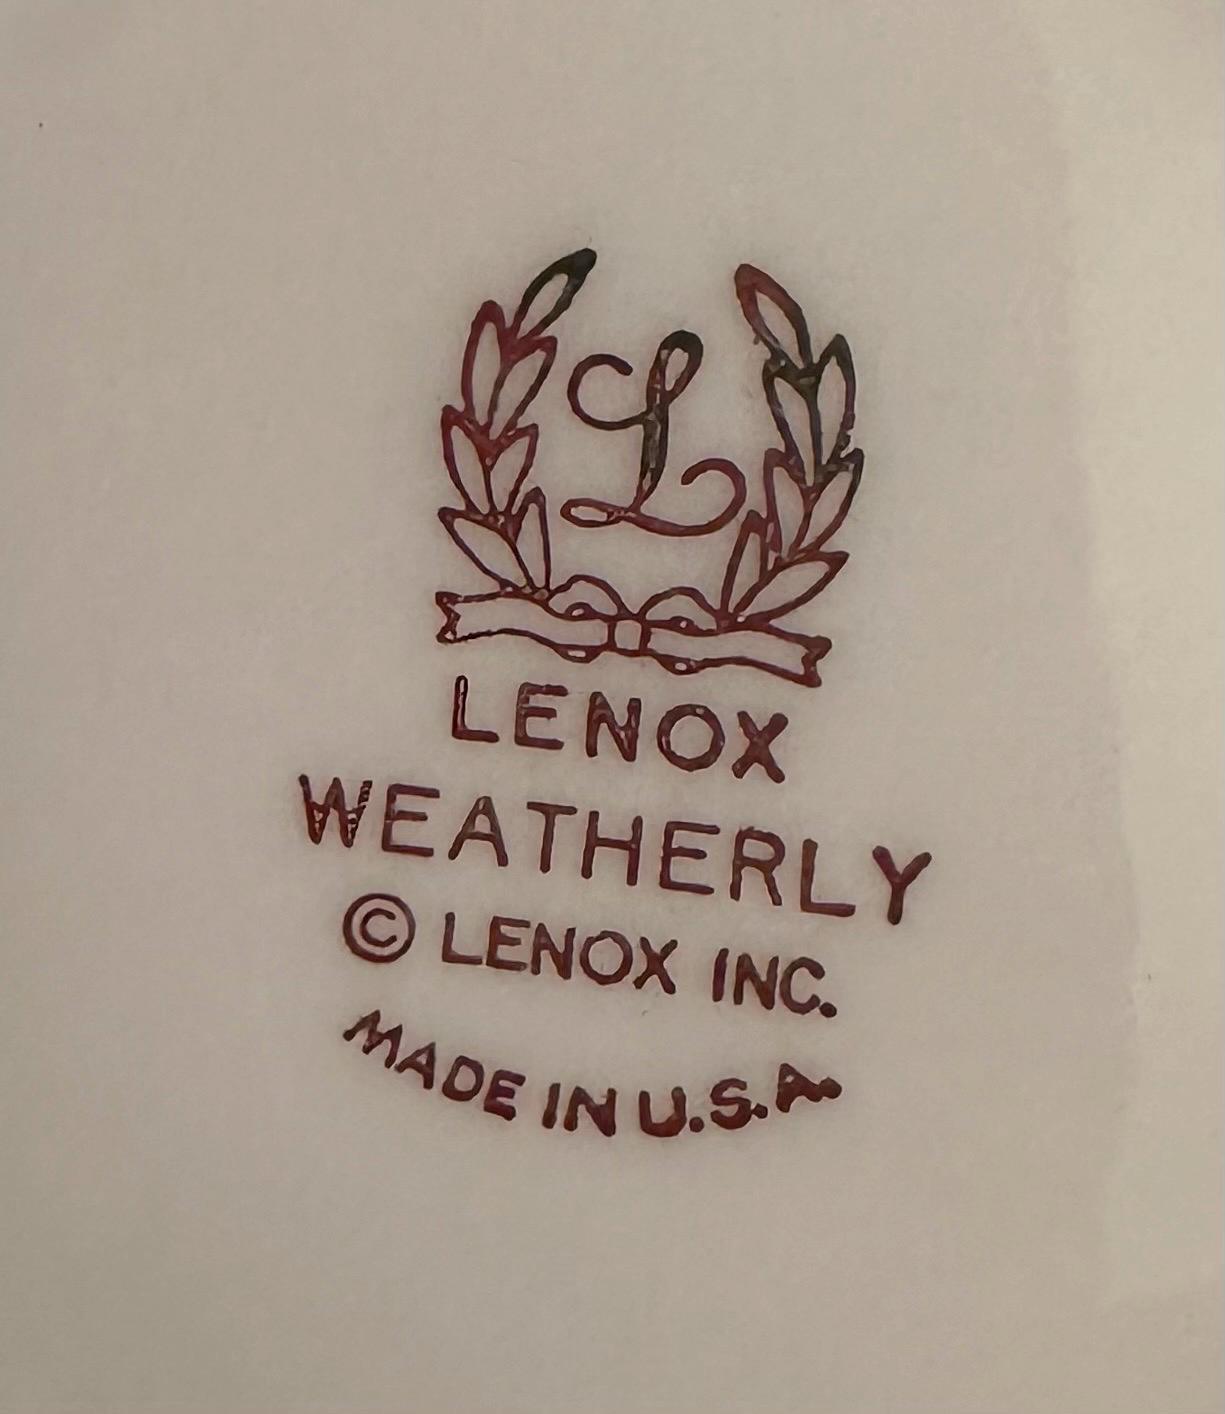 L
LENOX
WEATHERLY
© LENOX INC.
MADE IN U.S.A.